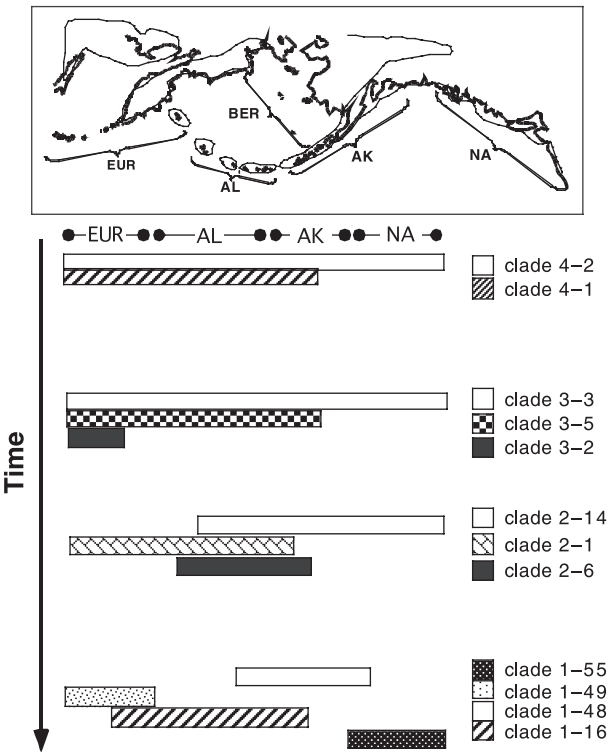 BER
EUR
AL
AK
NA
EUR AL AK NA
clade 4–2
clade 4–1
clade 3–3
clade 3–5
clade 3–2
Time
clade 2–14
clade 2–1
clade 2–6
clade 1–55
clade 1–49
clade 1–48
clade 1–16